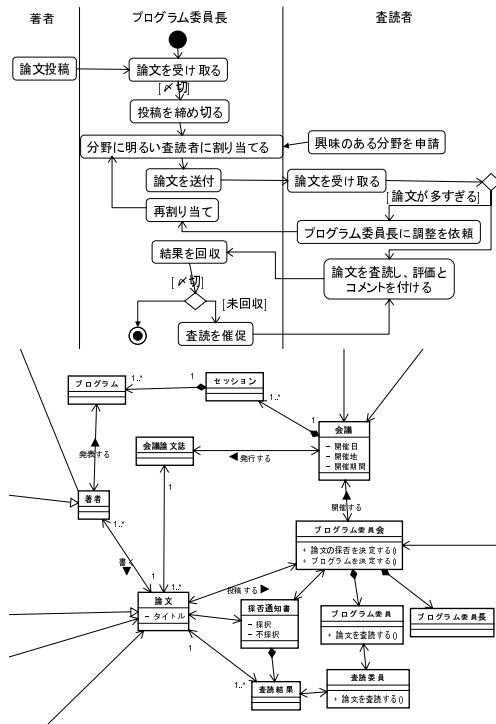 著者
プログラム委員長
査読者
論文投稿
論文を受け取る
[〆切]
投稿を締め切る
分野に明るい査読者に割り当てる
興味のある分野を申請
論文を送付
論文を受け取る
[論文が多すぎる]
再割り当て
プログラム委員長に調整を依頼
結果を回収
論文を査読し、評価と
コメントを付ける
[〆切]
[未回収]
査読を催促
プログラム
1..*
1
セッション
1..*
1
会議
- 開催日
- 開催地
- 開催期間
発表する
会議論文誌
発行する
1
著者
1..*
開催する
プログラム委員会
+ 論文の採否を決定する()
+ プログラムを決定する()
書く
1
1..*
投稿する
論文
- タイトル
採否通知書
- 採択
- 不採択
プログラム委員
+ 論文を査読する()
プログラム委員長
1
1..*
査読結果
査読委員
+ 論文を査読する()